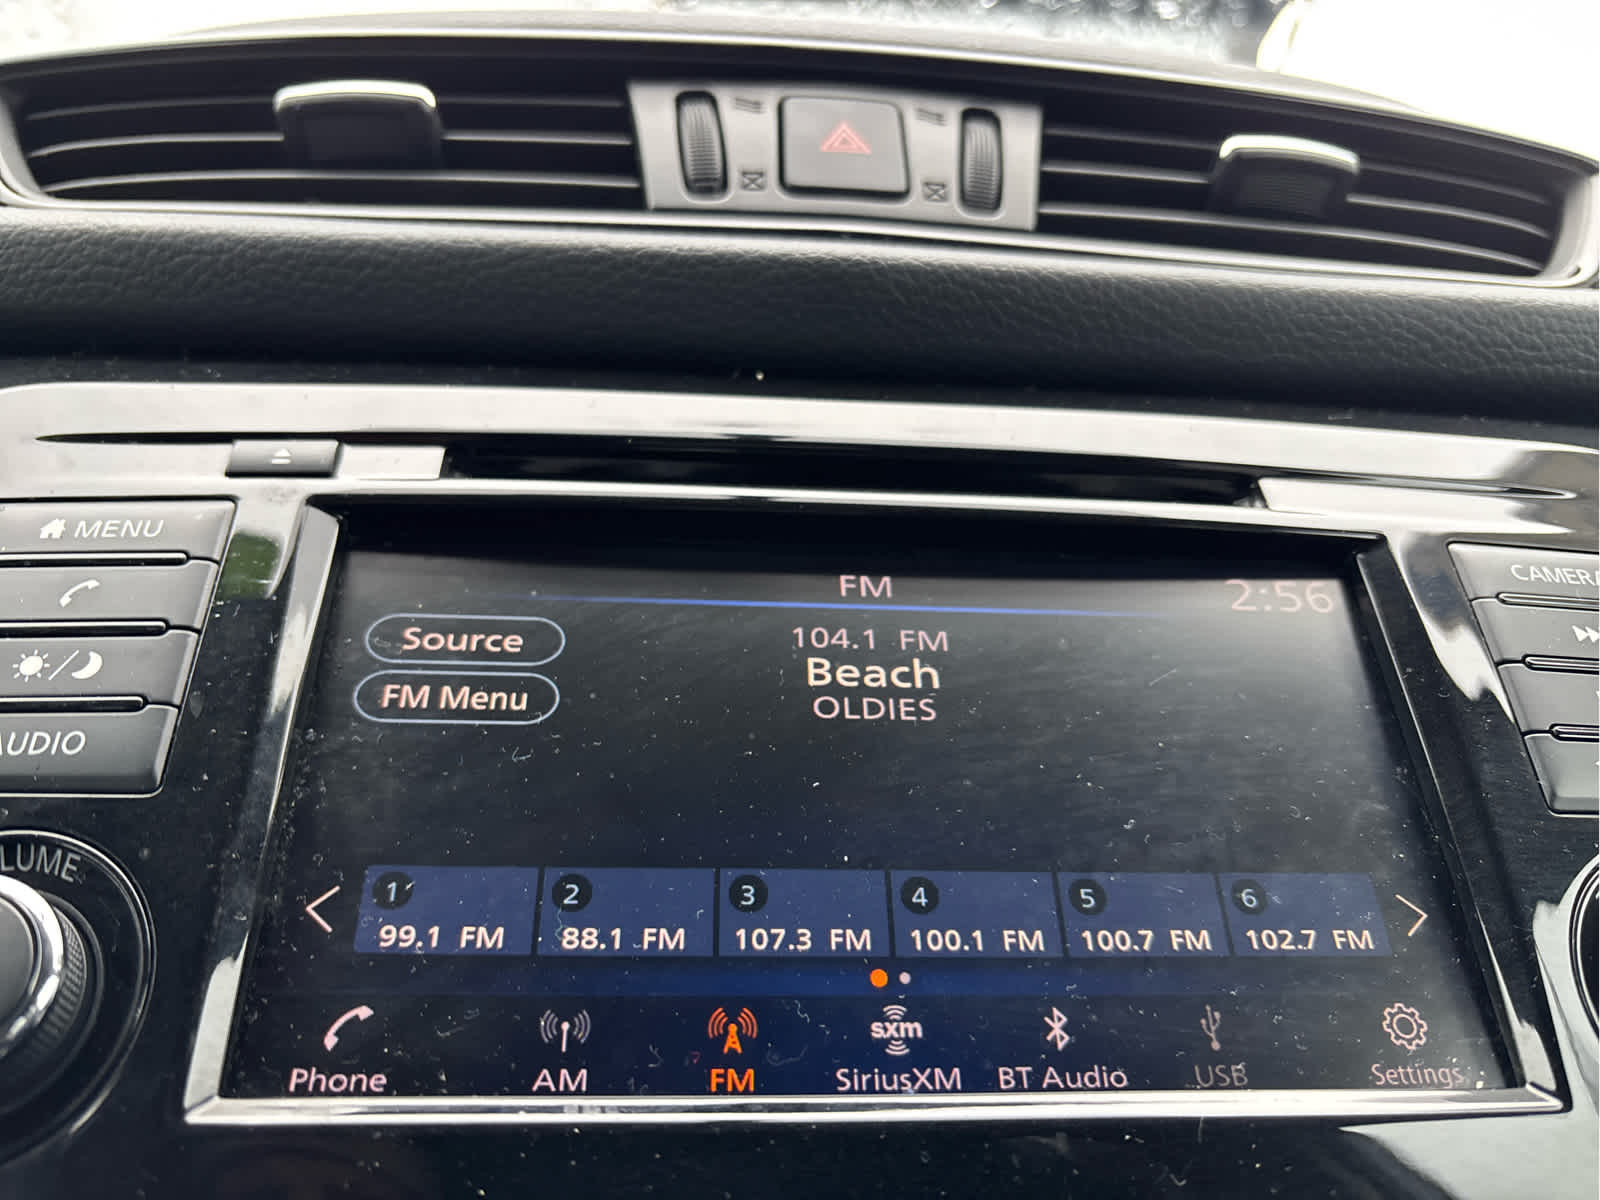 MENU
CAMERA
AUDIO
FM
2:56
Source
104.1 FM
Beach
FM Menu
OLDIES
LUME
1
2
3
4
5
6
99.1 FM
88.1 FM
107.3 FM
100.1 FM
100.7 FM
102.7 FM
sxm
Phone
AM
FM
SiriusXM
BT Audio
USB
Settings